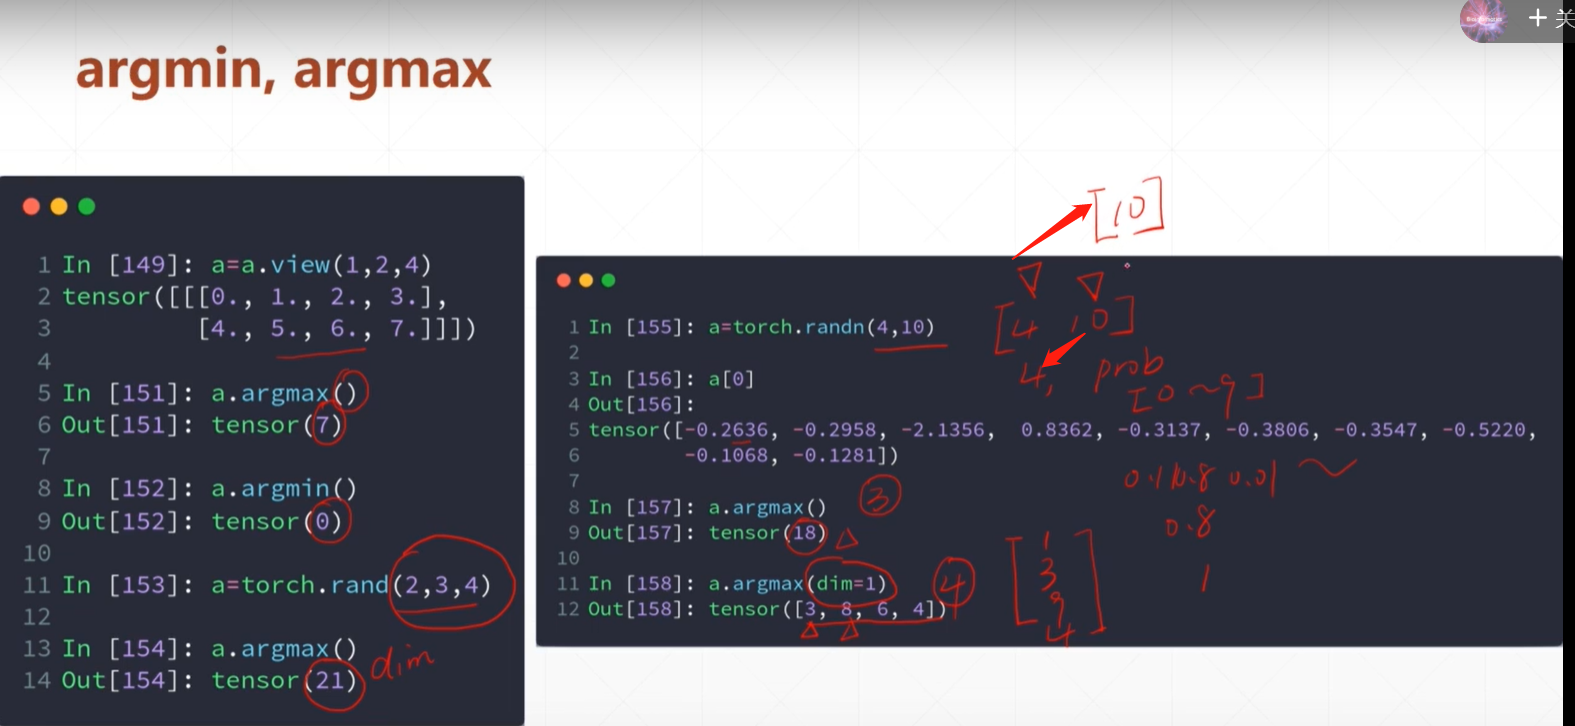 + 关
argmin, argmax
1 In [149]: a=a.view(1,2,4)
2 tensor([[[0., 1., 2., 3.],
3 [4., 5., 6., 7.]]])
4
5 In [151]: a.argmax()
6 Out[151]: tensor(7)
7
8 In [152]: a.argmin()
9 Out[152]: tensor(0)
10
11 In [153]: a=torch.rand(2,3,4)
12
13 In [154]: a.argmax()
14 Out[154]: tensor(21)
dim
[10]
[4, 10]
4, prob
[0~9]
1 In [155]: a=torch.randn(4,10)
2
3 In [156]: a[0]
4 Out[156]:
5 tensor([-0.2636, -0.2958, -2.1356, 0.8362, -0.3137, -0.3806, -0.3547, -0.5220,
6 -0.1068, -0.1281])
7
8 In [157]: a.argmax()
9 Out[157]: tensor(18)
10
11 In [158]: a.argmax(dim=1)
12 Out[158]: tensor([3, 8, 6, 4])
3
4
0.1 0.8 0.01
0.8
1
1
3
9
4